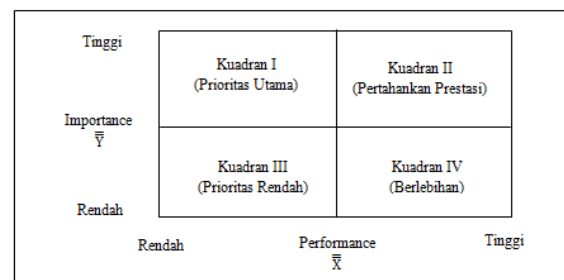 Tinggi
Kuadran I
(Prioritas Utama)
Kuadran II
(Pertahankan Prestasi)
Importance
Y̿
Kuadran III
(Prioritas Rendah)
Kuadran IV
(Berlebihan)
Rendah
Rendah
Performance
Tinggi
X̿